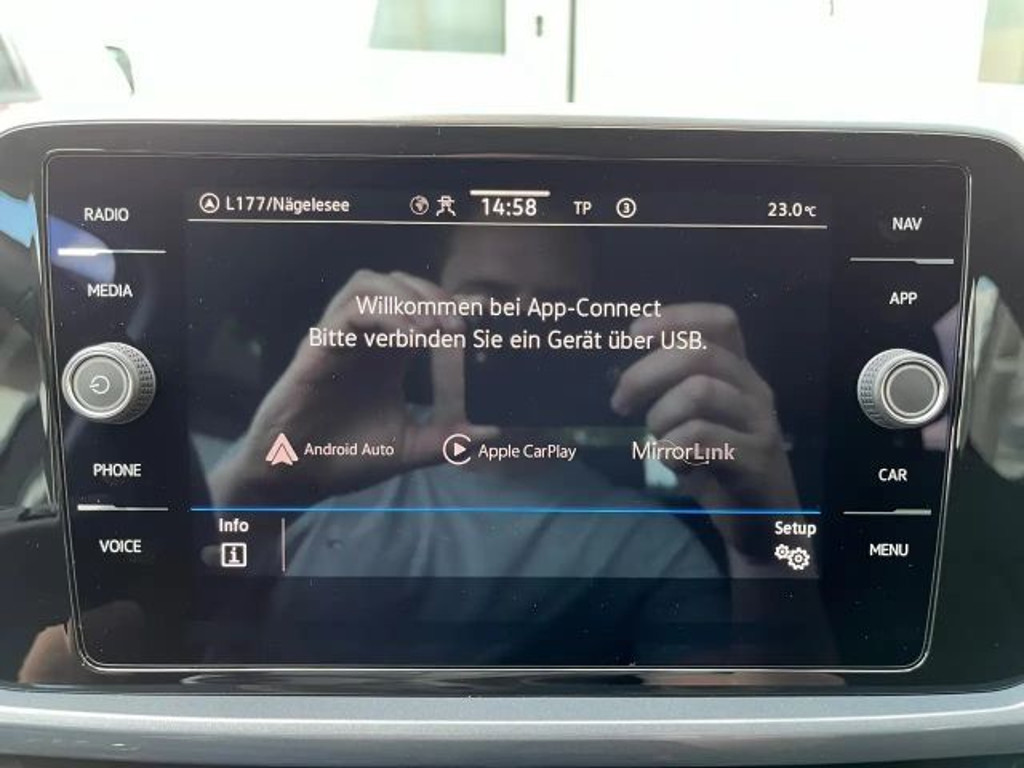 RADIO
MEDIA
PHONE
VOICE
L177/Nägelesee
14:58
TP
3
23.0°C
Willkommen bei App-Connect
Bitte verbinden Sie ein Gerät über USB.
Android Auto
Apple CarPlay
MirrorLink
Info
i
Setup
NAV
APP
CAR
MENU